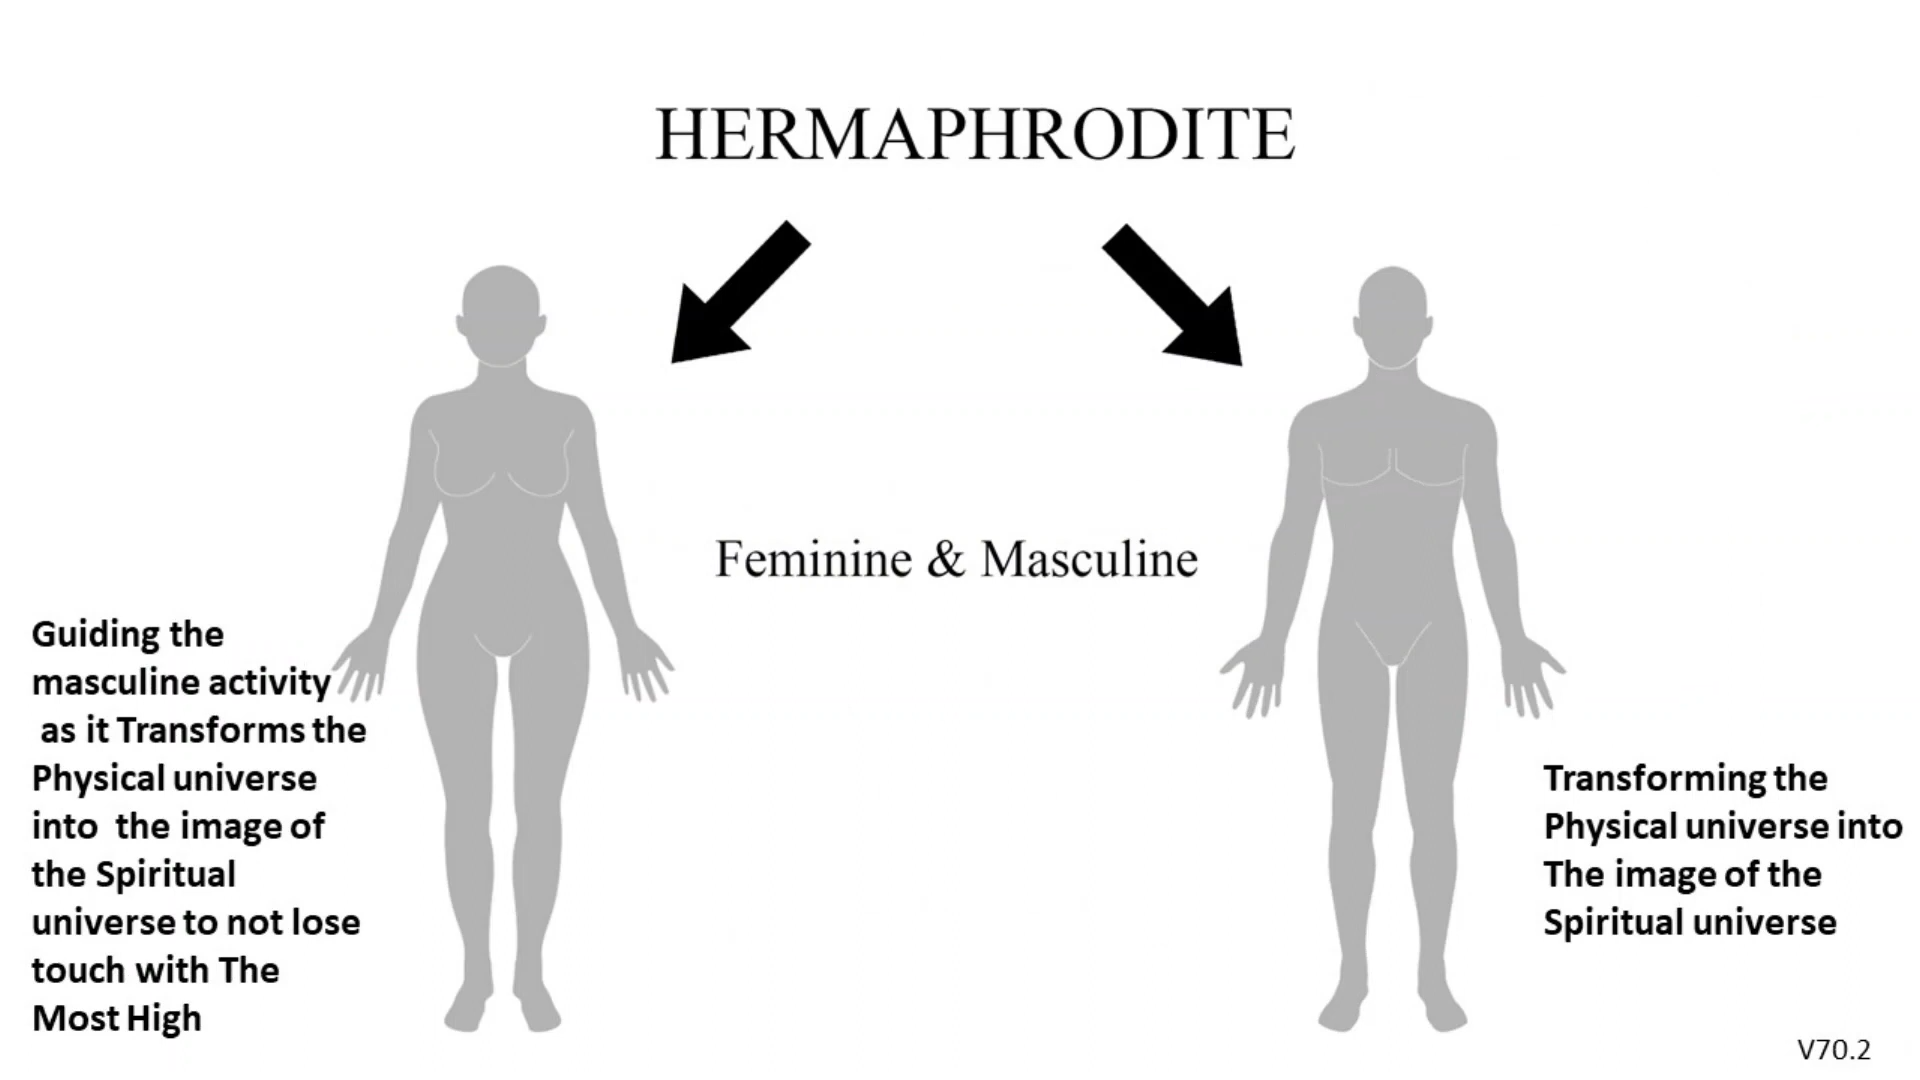 HERMAPHRODITE
Feminine & Masculine
Guiding the
masculine activity
as it Transforms the
Physical universe
into the image of
the Spiritual
universe to not lose
touch with The
Most High
Transforming the
Physical universe into
The image of the
Spiritual universe
V70.2